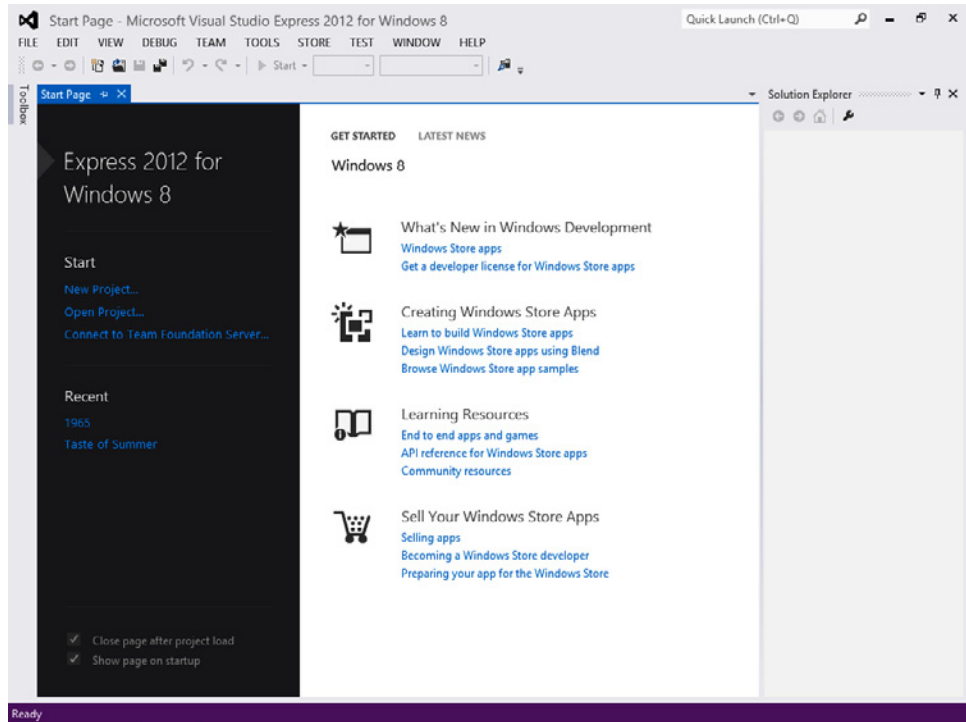 Start Page - Microsoft Visual Studio Express 2012 for Windows 8
Quick Launch (Ctrl+Q)
FILE EDIT VIEW DEBUG TEAM TOOLS STORE TEST WINDOW HELP
Start
Toolbox
Start Page
Solution Explorer
Express 2012 for
Windows 8
Start
New Project...
Open Project...
Connect to Team Foundation Server...
Recent
1965
Taste of Summer
Close page after project load
Show page on startup
GET STARTED LATEST NEWS
Windows 8
What's New in Windows Development
Windows Store apps
Get a developer license for Windows Store apps
Creating Windows Store Apps
Learn to build Windows Store apps
Design Windows Store apps using Blend
Browse Windows Store app samples
Learning Resources
End to end apps and games
API reference for Windows Store apps
Community resources
Sell Your Windows Store Apps
Selling apps
Becoming a Windows Store developer
Preparing your app for the Windows Store
Ready